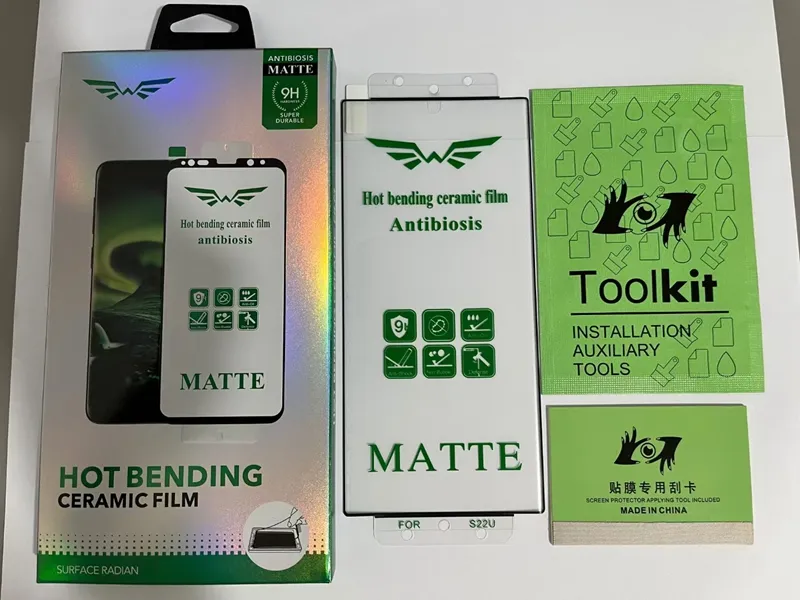 ANTIBIOSIS
MATTE
9H
HARDNESS
SUPER
DURABLE
Hot bending ceramic film
antibiosis
9H
MATTE
HOT BENDING
CERAMIC FILM
SURFACE RADIAN
Hot bending ceramic film
Antibiosis
9H
MATTE
FOR S22U
Toolkit
INSTALLATION
AUXILIARY
TOOLS
贴膜专用刮卡
SCREEN PROTECTOR APPLYING TOOL INCLUDED
MADE IN CHINA